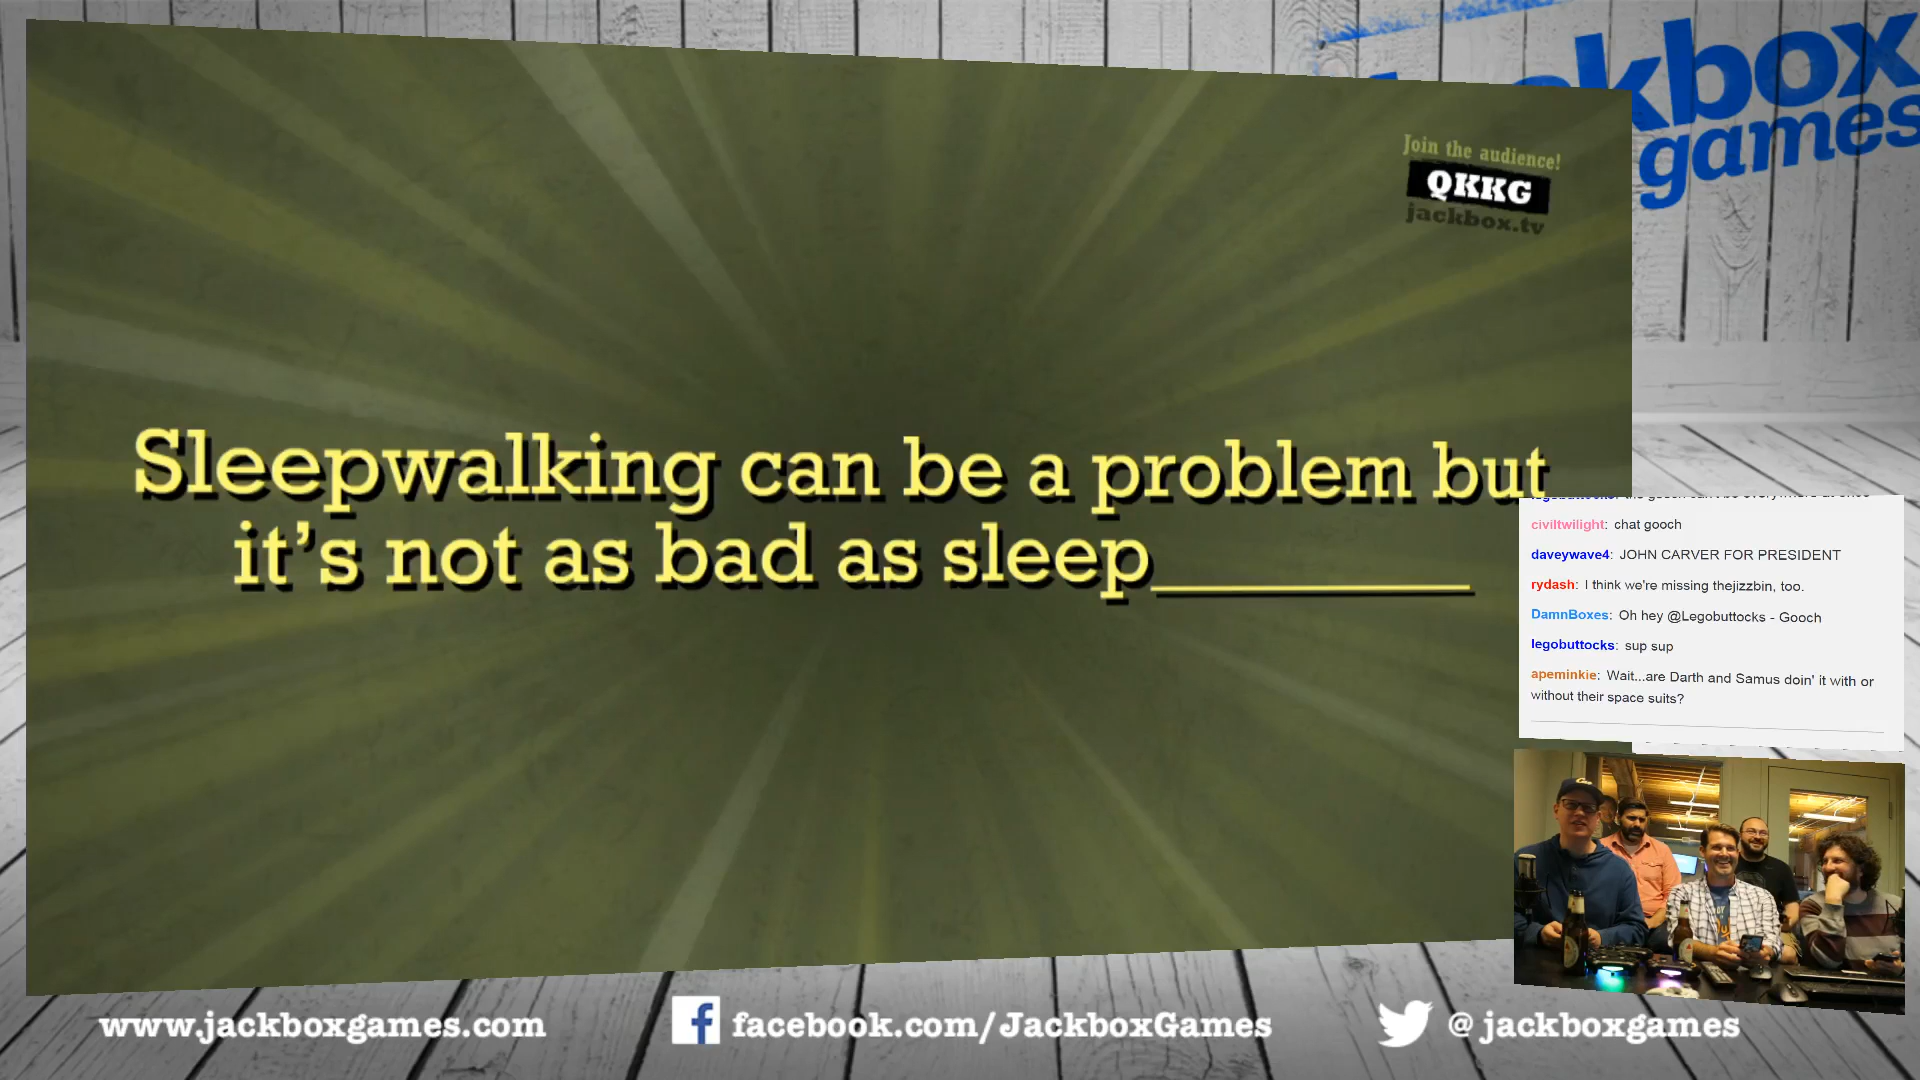 jackbox
games
Join the audience!
QKKG
jackbox.tv
Sleepwalking can be a problem but
it's not as bad as sleep________
civiltwilight: chat gooch
daveywave4: JOHN CARVER FOR PRESIDENT
rydash: I think we're missing thejizzbin, too.
DamnBoxes: Oh hey @Legobuttocks - Gooch
legobuttocks: sup sup
apeminkie: Wait...are Darth and Samus doin' it with or
without their space suits?
www.jackboxgames.com
facebook.com/JackboxGames
@jackboxgames